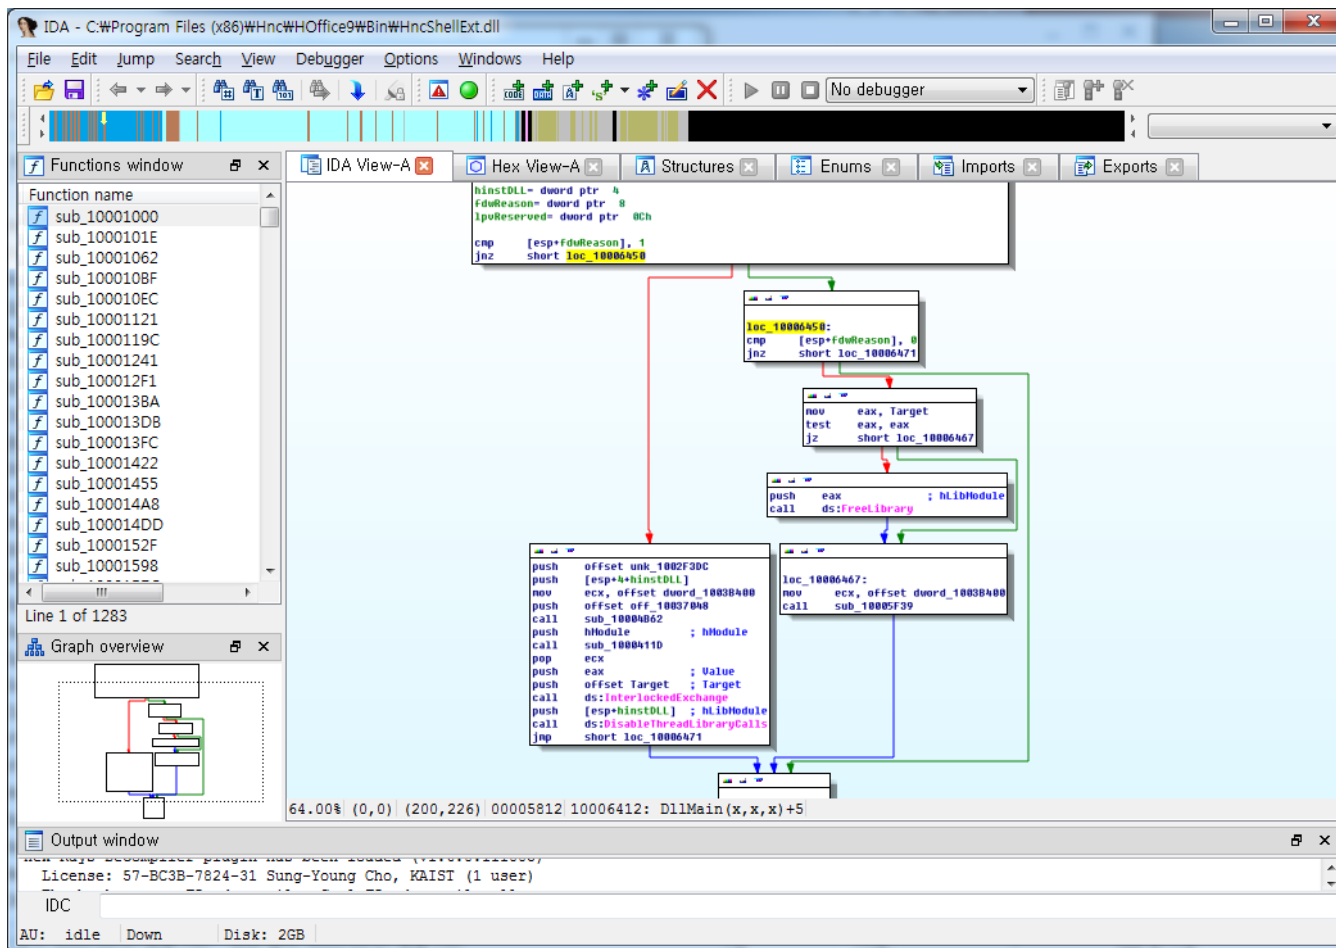 IDA - C:₩Program Files (x86)₩Hnc₩HOffice9₩Bin₩HncShellExt.dll
File Edit Jump Search View Debugger Options Windows Help
No debugger
Functions window
IDA View-A
Hex View-A
Structures
Enums
Imports
Exports
Function name
sub_10001000
sub_1000101E
sub_10001062
sub_100010BF
sub_100010EC
sub_10001121
sub_1000119C
sub_10001241
sub_100012F1
sub_100013BA
sub_100013DB
sub_100013FC
sub_10001422
sub_10001455
sub_100014A8
sub_100014DD
sub_1000152F
sub_10001598
Line 1 of 1283
Graph overview
hinstDLL= dword ptr 4
fdwReason= dword ptr 8
lpvReserved= dword ptr 0Ch
cmp [esp+fdwReason], 1
jnz short loc_10006450
loc_10006450:
cmp [esp+fdwReason], 0
jnz short loc_10006471
mov eax, Target
test eax, eax
jz short loc_10006467
push eax ; hLibModule
call ds:FreeLibrary
push offset unk_1002F3DC
push [esp+4+hinstDLL]
mov ecx, offset dword_1003B400
push offset off_10037048
call sub_10004B62
push hModule ; hModule
call sub_1000411D
pop ecx
push eax ; Value
push offset Target ; Target
call ds:InterlockedExchange
push [esp+hinstDLL] ; hLibModule
call ds:DisableThreadLibraryCalls
jmp short loc_10006471
loc_10006467:
mov ecx, offset dword_1003B400
call sub_10005F39
64.00% (0,0) (200,226) 00005812 10006412: DllMain(x,x,x)+5
Output window
License: 57-BC3B-7824-31 Sung-Young Cho, KAIST (1 user)
IDC
AU: idle Down Disk: 2GB